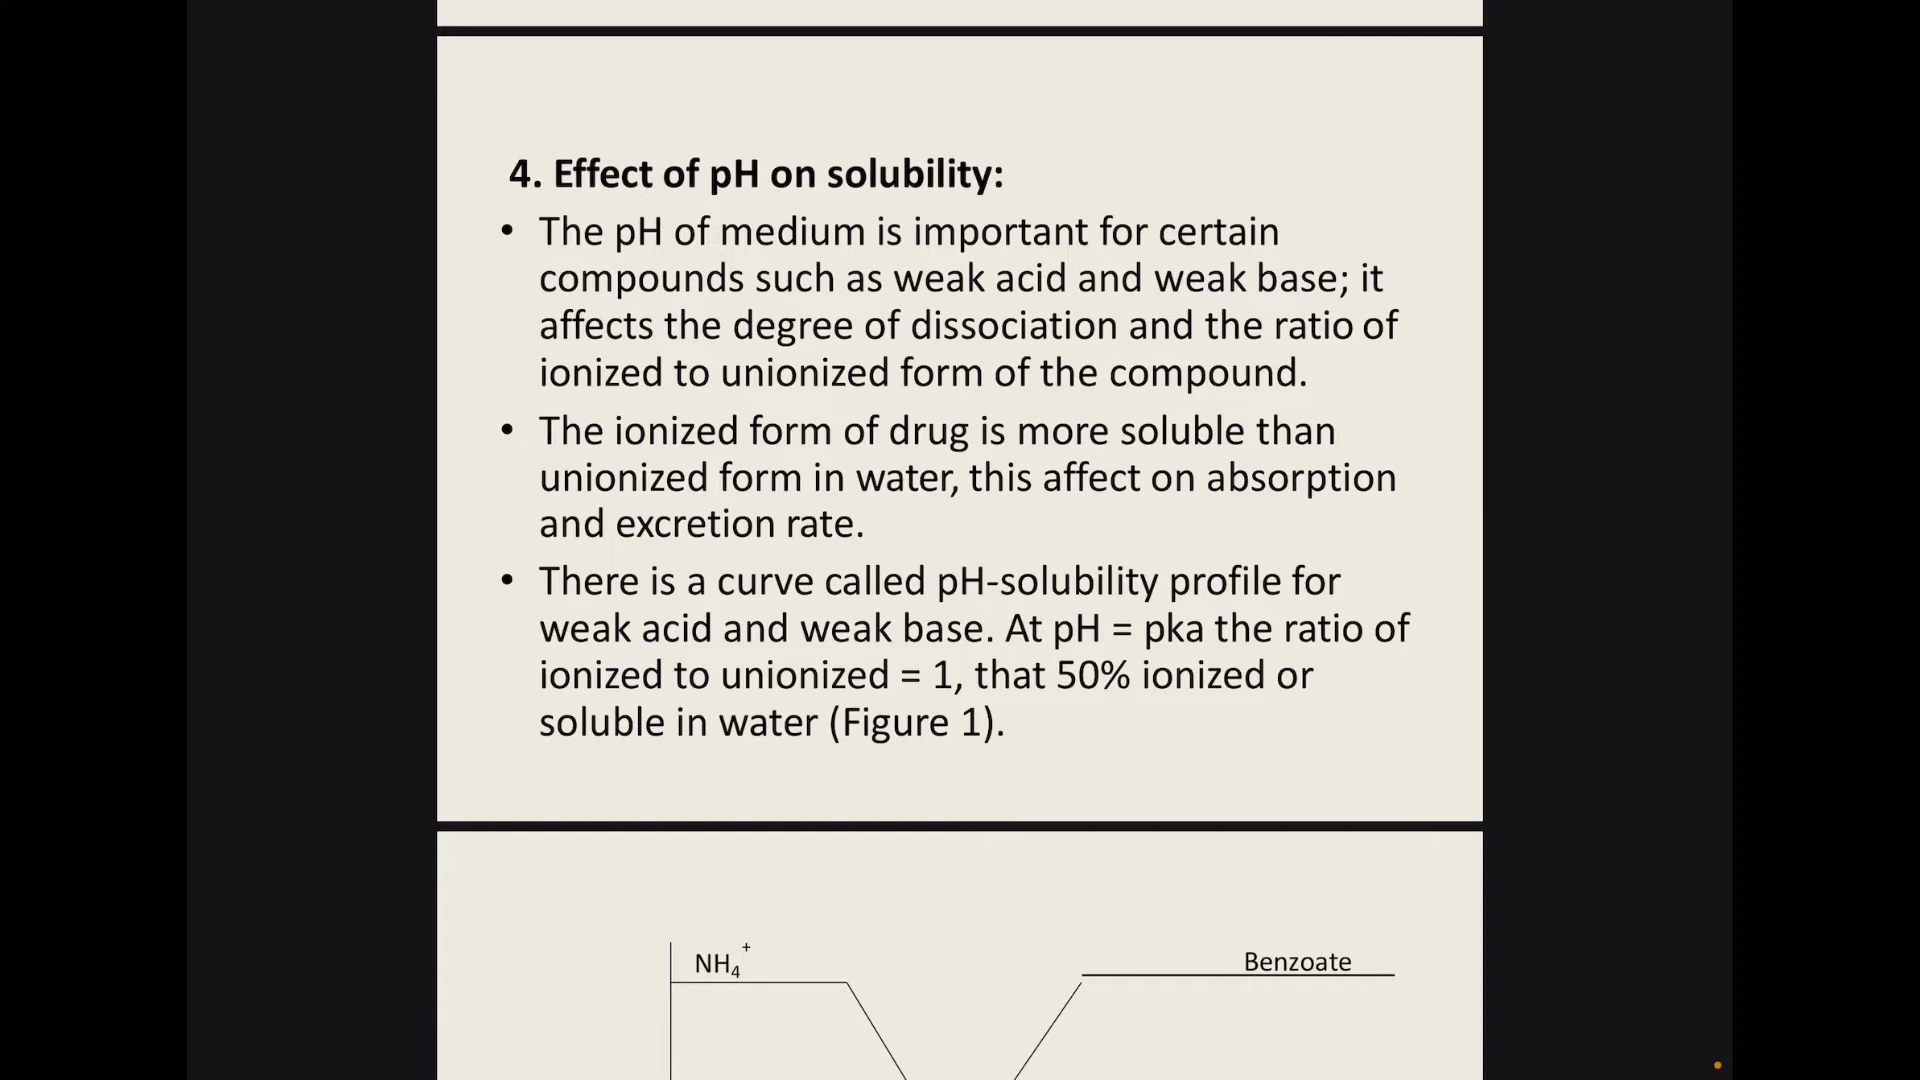 4. Effect of pH on solubility:
• The pH of medium is important for certain
compounds such as weak acid and weak base; it
affects the degree of dissociation and the ratio of
ionized to unionized form of the compound.
• The ionized form of drug is more soluble than
unionized form in water, this affect on absorption
and excretion rate.
• There is a curve called pH-solubility profile for
weak acid and weak base. At pH = pka the ratio of
ionized to unionized = 1, that 50% ionized or
soluble in water (Figure 1).
NH₄⁺
Benzoate